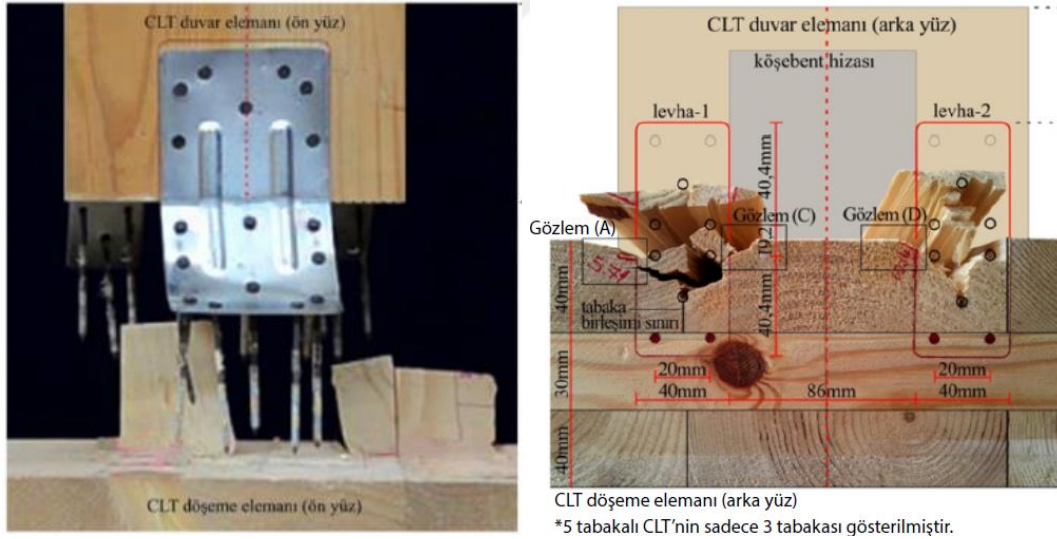 CLT duvar elemanı (ön yüz)
CLT döşeme elemanı (ön yüz)
CLT duvar elemanı (arka yüz)
köşebent hizası
levha-1
levha-2
40,4mm
Gözlem (A)
Gözlem (C)
Gözlem (D)
19,2
40mm
40,4mm
tabaka
birleşimi sınırı
30mm
20mm
20mm
40mm
86mm
40mm
40mm
CLT döşeme elemanı (arka yüz)
*5 tabakalı CLT'nin sadece 3 tabakası gösterilmiştir.